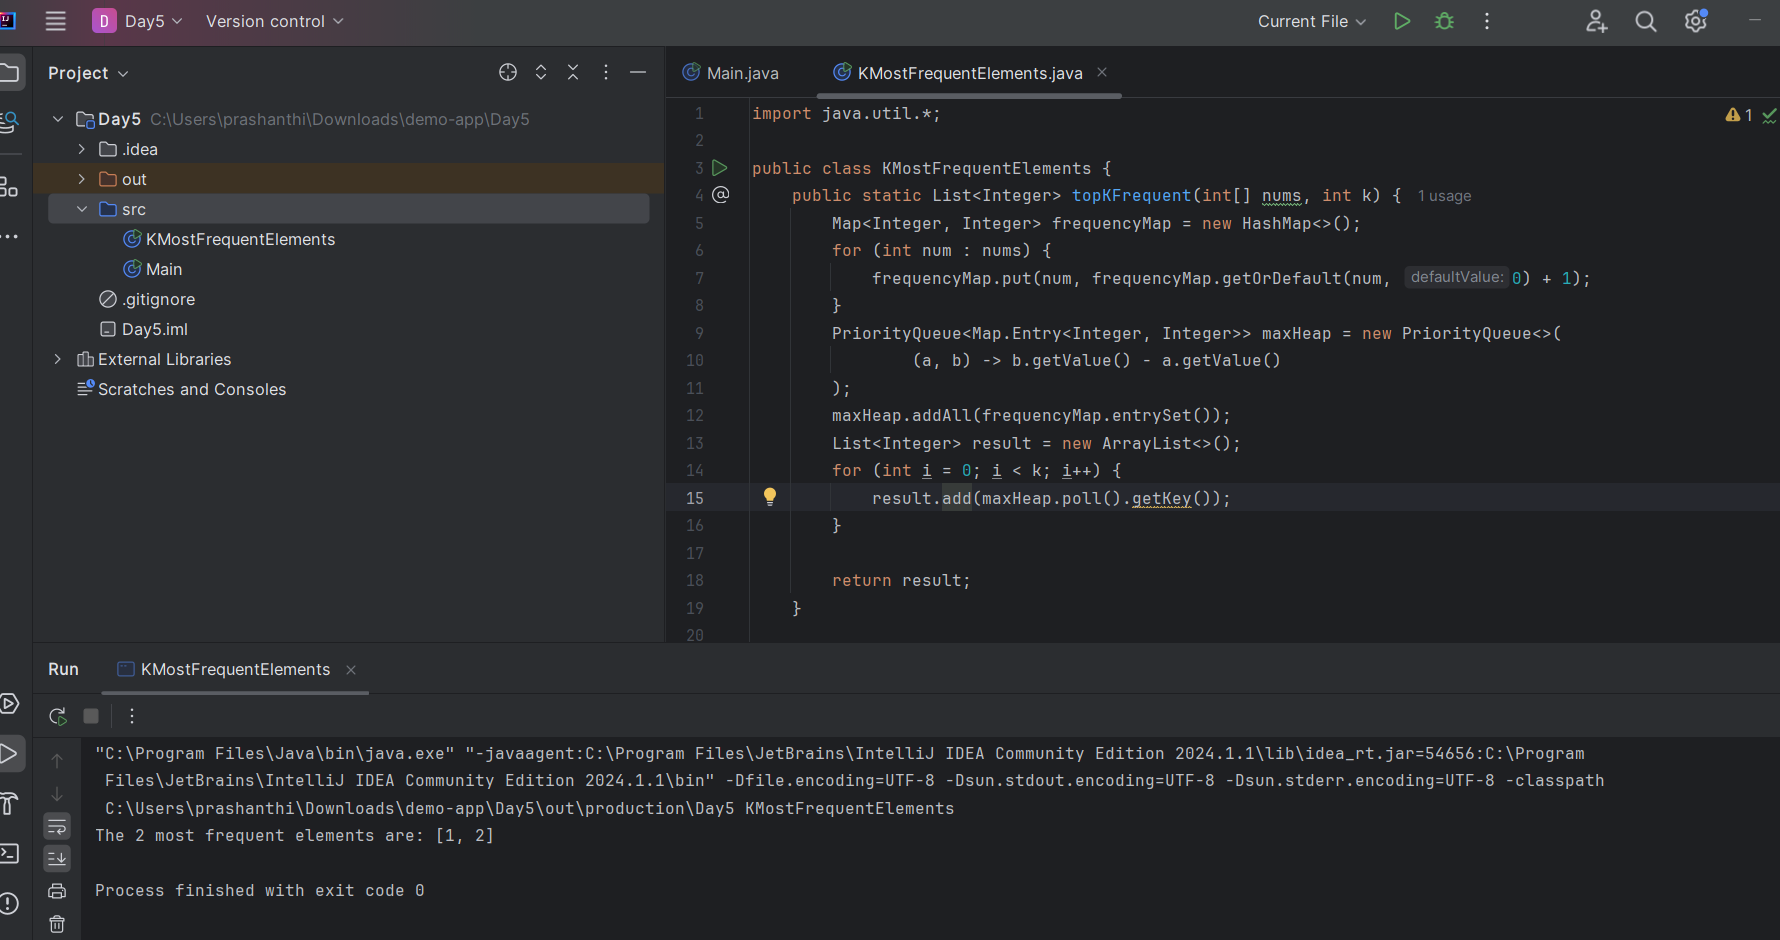 D Day5 Version control Current File
Project
Main.java KMostFrequentElements.java
Day5 C:\Users\prashanthi\Downloads\demo-app\Day5
.idea
out
src
KMostFrequentElements
Main
.gitignore
Day5.iml
External Libraries
Scratches and Consoles
1 import java.util.*; 1
2
3 public class KMostFrequentElements {
4 @ public static List<Integer> topKFrequent(int[] nums, int k) { 1 usage
5 Map<Integer, Integer> frequencyMap = new HashMap<>();
6 for (int num : nums) {
7 frequencyMap.put(num, frequencyMap.getOrDefault(num, defaultValue: 0) + 1);
8 }
9 PriorityQueue<Map.Entry<Integer, Integer>> maxHeap = new PriorityQueue<>(
10 (a, b) -> b.getValue() - a.getValue()
11 );
12 maxHeap.addAll(frequencyMap.entrySet());
13 List<Integer> result = new ArrayList<>();
14 for (int i = 0; i < k; i++) {
15 result.add(maxHeap.poll().getKey());
16 }
17
18 return result;
19 }
20
Run KMostFrequentElements
"C:\Program Files\Java\bin\java.exe" "-javaagent:C:\Program Files\JetBrains\IntelliJ IDEA Community Edition 2024.1.1\lib\idea_rt.jar=54656:C:\Program
Files\JetBrains\IntelliJ IDEA Community Edition 2024.1.1\bin" -Dfile.encoding=UTF-8 -Dsun.stdout.encoding=UTF-8 -Dsun.stderr.encoding=UTF-8 -classpath
C:\Users\prashanthi\Downloads\demo-app\Day5\out\production\Day5 KMostFrequentElements
The 2 most frequent elements are: [1, 2]
Process finished with exit code 0